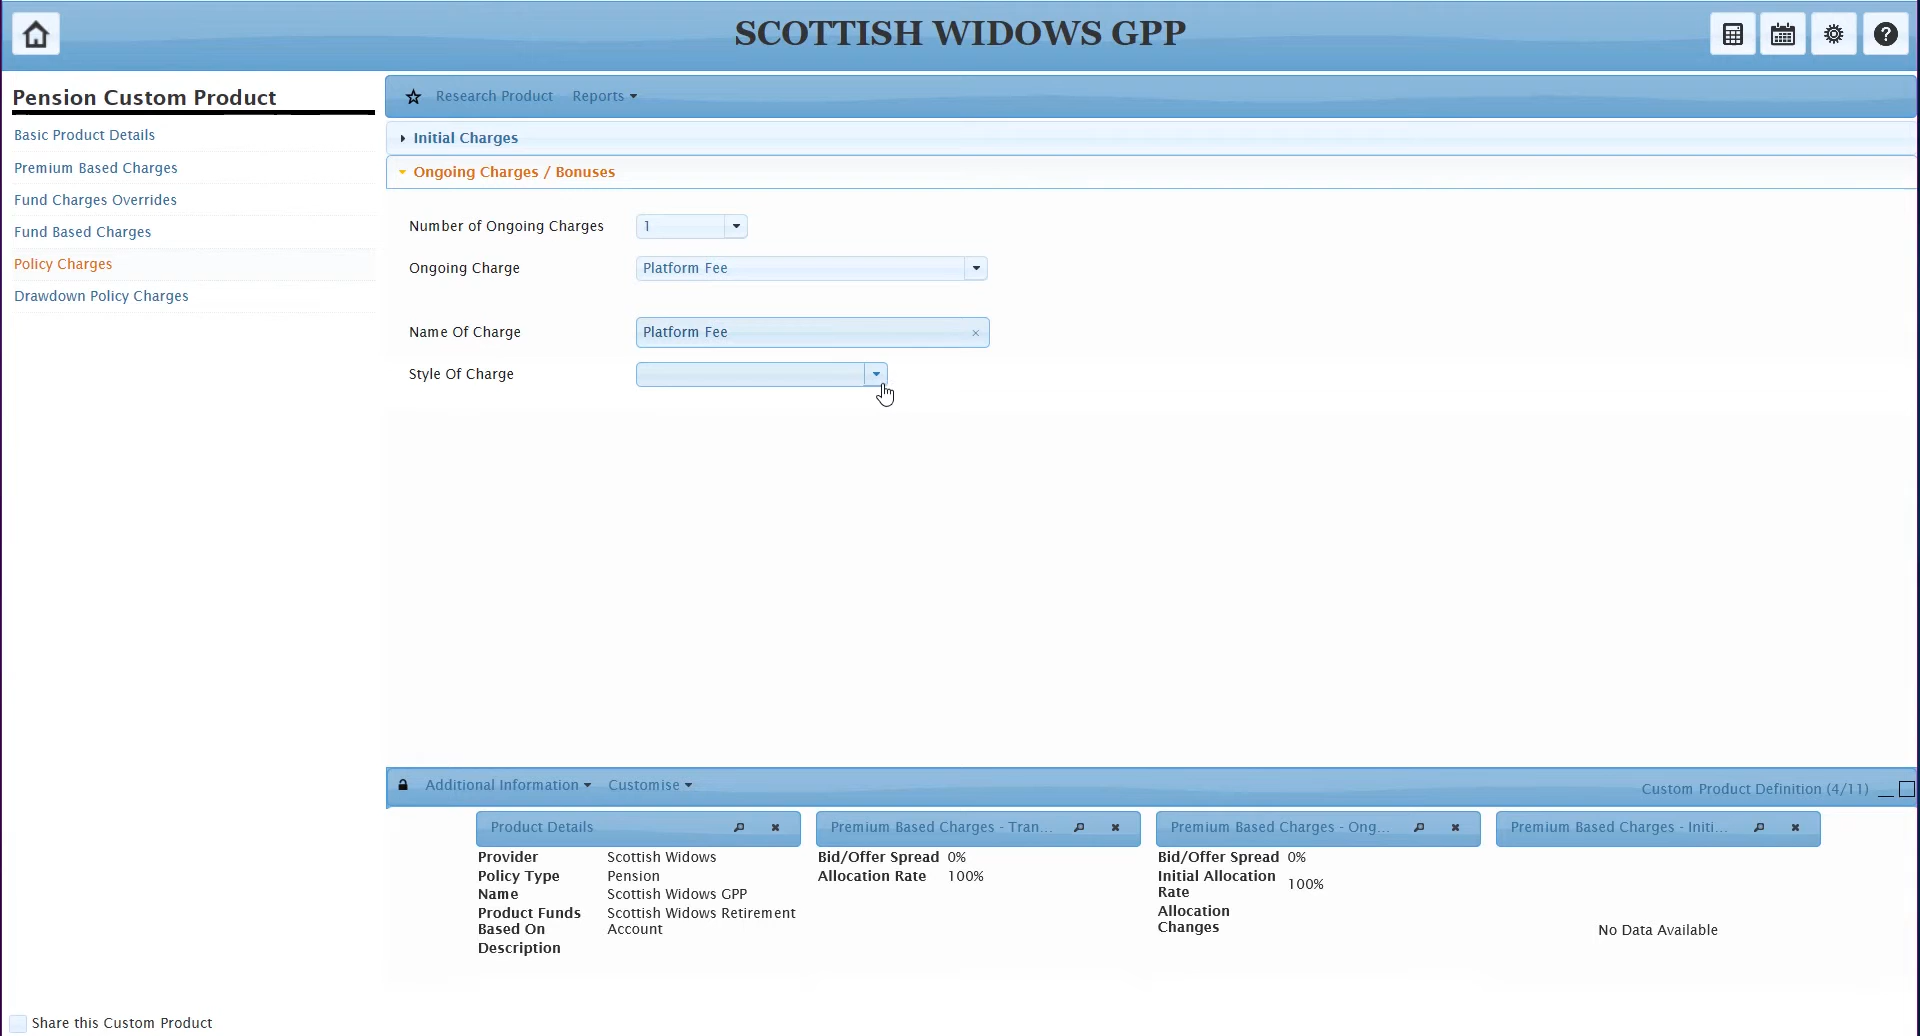 SCOTTISH WIDOWS GPP
Pension Custom Product
Basic Product Details
Premium Based Charges
Fund Charges Overrides
Fund Based Charges
Policy Charges
Drawdown Policy Charges
Research Product Reports
Initial Charges
Ongoing Charges / Bonuses
Number of Ongoing Charges 1
Ongoing Charge Platform Fee
Name Of Charge Platform Fee
Style Of Charge
Additional Information Customise Custom Product Definition (4/11)
Product Details
Provider Scottish Widows
Policy Type Pension
Name Scottish Widows GPP
Product Funds Scottish Widows Retirement
Based On Account
Description
Premium Based Charges - Tran...
Bid/Offer Spread 0%
Allocation Rate 100%
Premium Based Charges - Ong...
Bid/Offer Spread 0%
Initial Allocation
Rate 100%
Allocation
Changes
Premium Based Charges - Initi...
No Data Available
Share this Custom Product